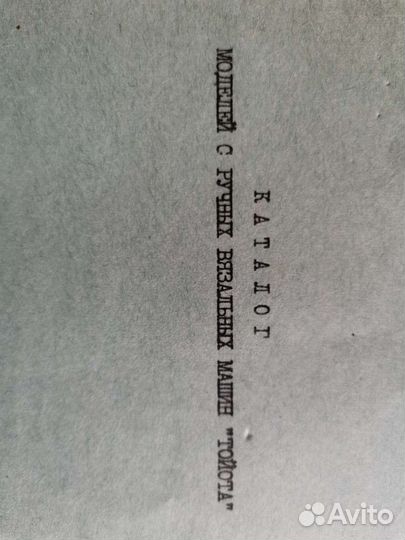 КАТАЛОГ
МОДЕЛЕЙ С РУЧНЫХ ВЯЗАЛЬНЫХ МАШИН "ТОЙОТА"
Avito